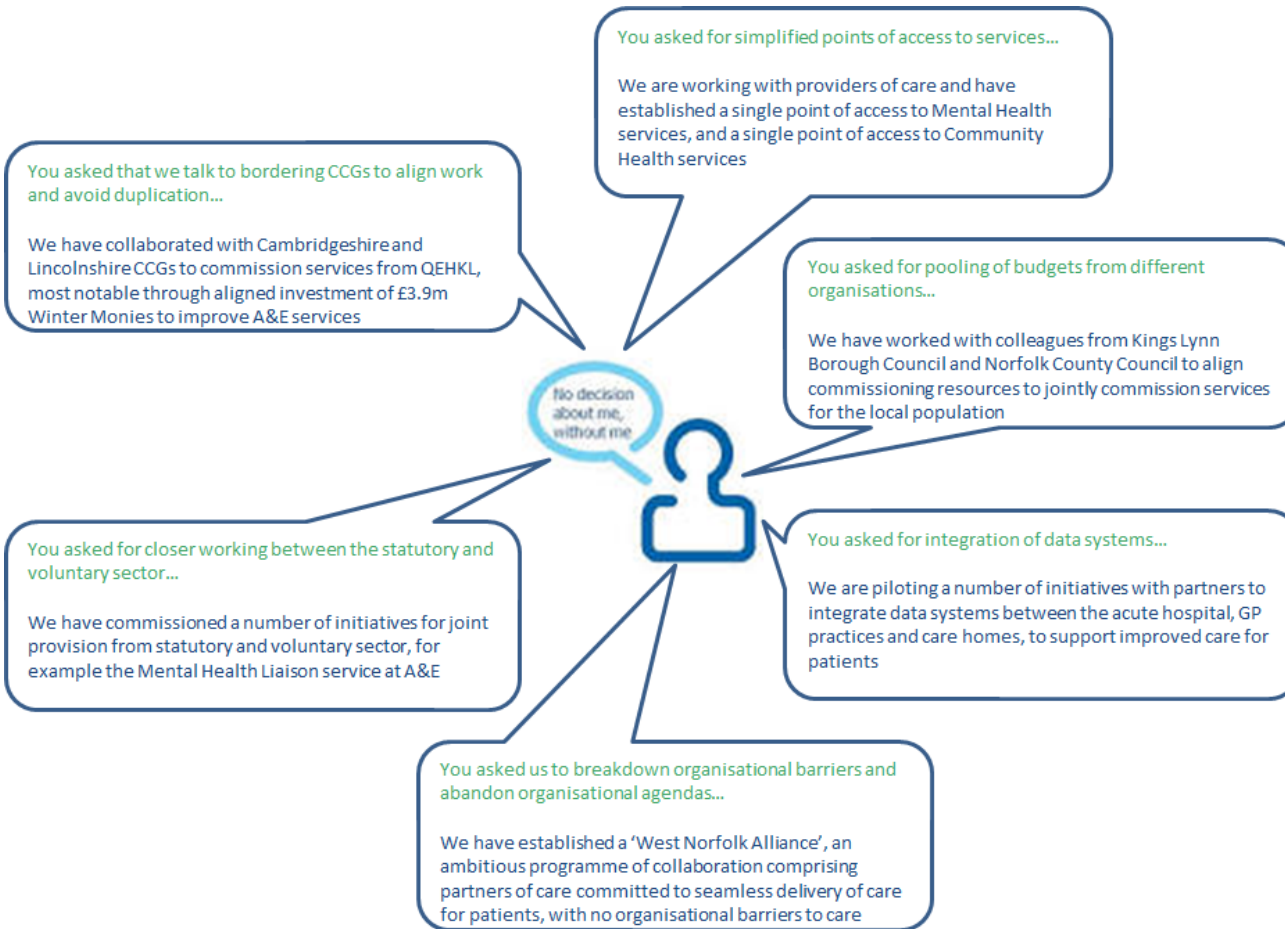 You asked for simplified points of access to services...
We are working with providers of care and have
established a single point of access to Mental Health
services, and a single point of access to Community
Health services
You asked that we talk to bordering CCGs to align work
and avoid duplication...
We have collaborated with Cambridgeshire and
Lincolnshire CCGs to commission services from QEHKL,
most notable through aligned investment of £3.9m
Winter Monies to improve A&E services
You asked for pooling of budgets from different
organisations...
We have worked with colleagues from Kings Lynn
Borough Council and Norfolk County Council to align
commissioning resources to jointly commission services
for the local population
No decision
about me,
without me
You asked for closer working between the statutory and
voluntary sector...
We have commissioned a number of initiatives for joint
provision from statutory and voluntary sector, for
example the Mental Health Liaison service at A&E
You asked for integration of data systems...
We are piloting a number of initiatives with partners to
integrate data systems between the acute hospital, GP
practices and care homes, to support improved care for
patients
You asked us to breakdown organisational barriers and
abandon organisational agendas...
We have established a ‘West Norfolk Alliance’, an
ambitious programme of collaboration comprising
partners of care committed to seamless delivery of care
for patients, with no organisational barriers to care